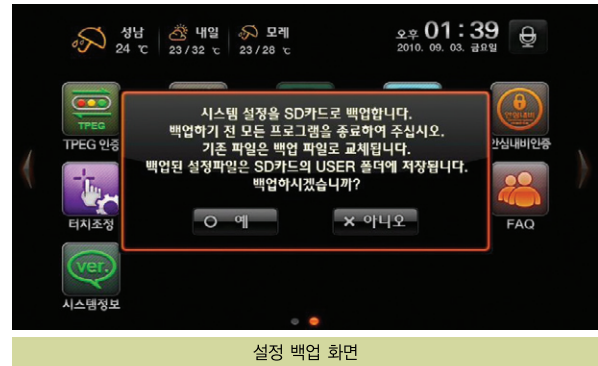 성남
24 ℃
내일
23 / 32 ℃
모레
23 / 28 ℃
오후 01 : 39
2010. 09. 03. 금요일
TPEG
TPEG 인증
안심내비
안심내비인증
시스템 설정을 SD카드로 백업합니다.
백업하기 전 모든 프로그램을 종료하여 주십시오.
기존 파일은 백업 파일로 교체됩니다.
백업된 설정파일은 SD카드의 USER 폴더에 저장됩니다.
백업하시겠습니까?
예
아니오
터치조정
FAQ
ver.
시스템정보
설정 백업 화면